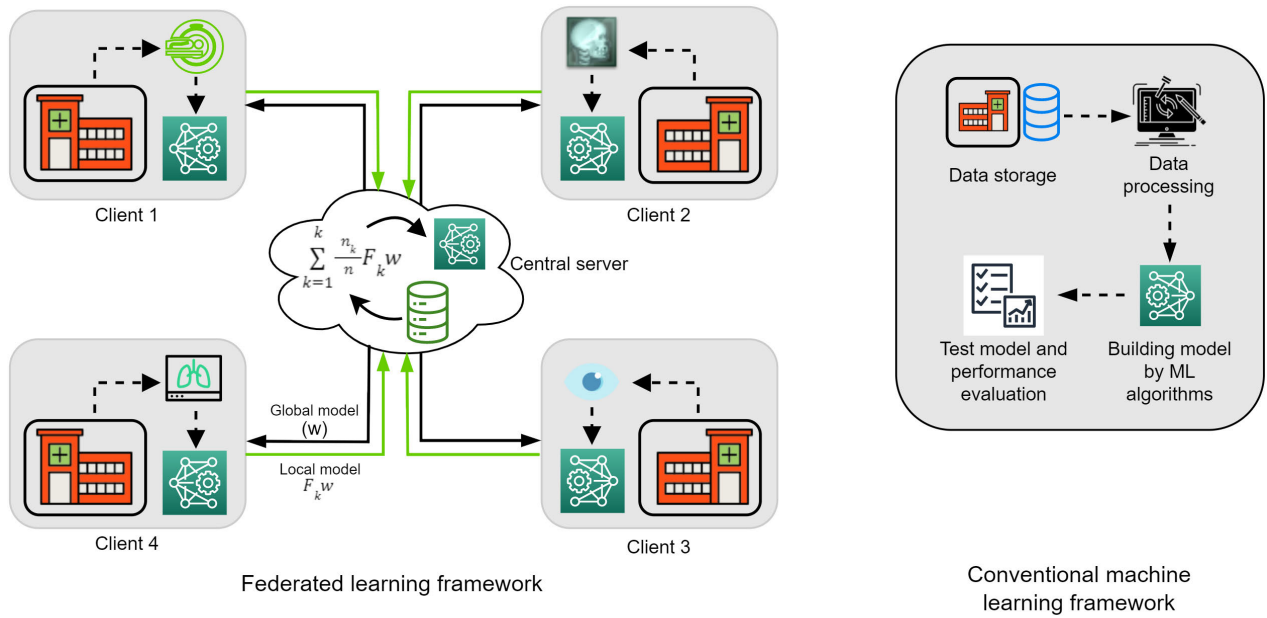 Client 1
Client 2
k
∑ n_k/n F_k w
k=1
Central server
Global model
(w)
Local model
F_k w
Client 4
Client 3
Federated learning framework
Data storage
Data
processing
Test model and
performance
evaluation
Building model
by ML
algorithms
Conventional machine
learning framework